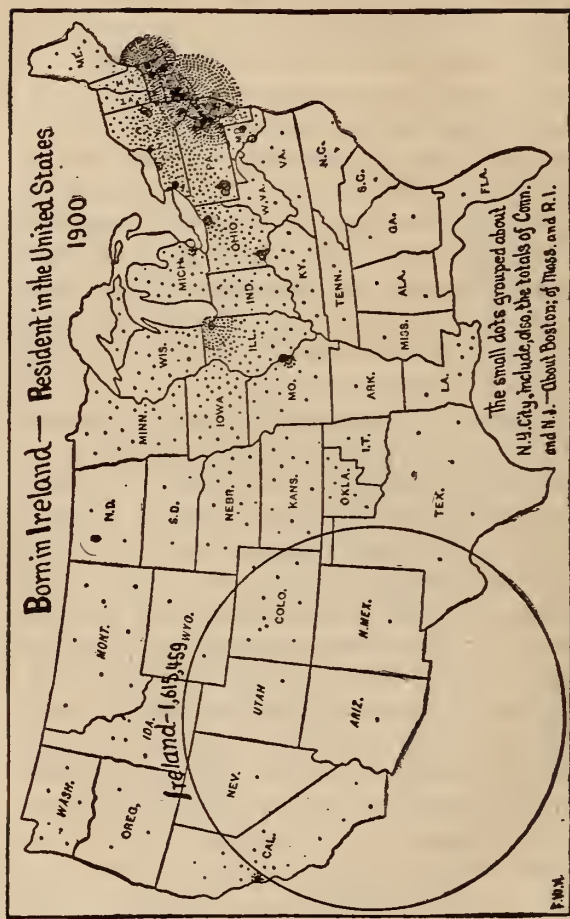 Born in Ireland — Resident in the United States
1900
Ireland-1,615,459
WASH.
OREG,
CAL.
NEV.
IDA.
MONT.
WYO.
UTAH
ARIZ.
COLO.
N.MEX.
N.D.
S.D.
NEBR.
KANS.
OKLA.
I.T.
TEX.
MINN.
IOWA
MO.
ARK.
LA.
WIS.
ILL.
MICH.
IND.
OHIO.
KY.
TENN.
MISS.
ALA.
GA.
FLA.
S.C.
N.C.
VA.
W.VA.
PA.
ME.
The small dots grouped about
N.Y. City, include, also, the totals of Conn.
and N.J.—About Boston; of Mass. and R.I.
F.W.H.